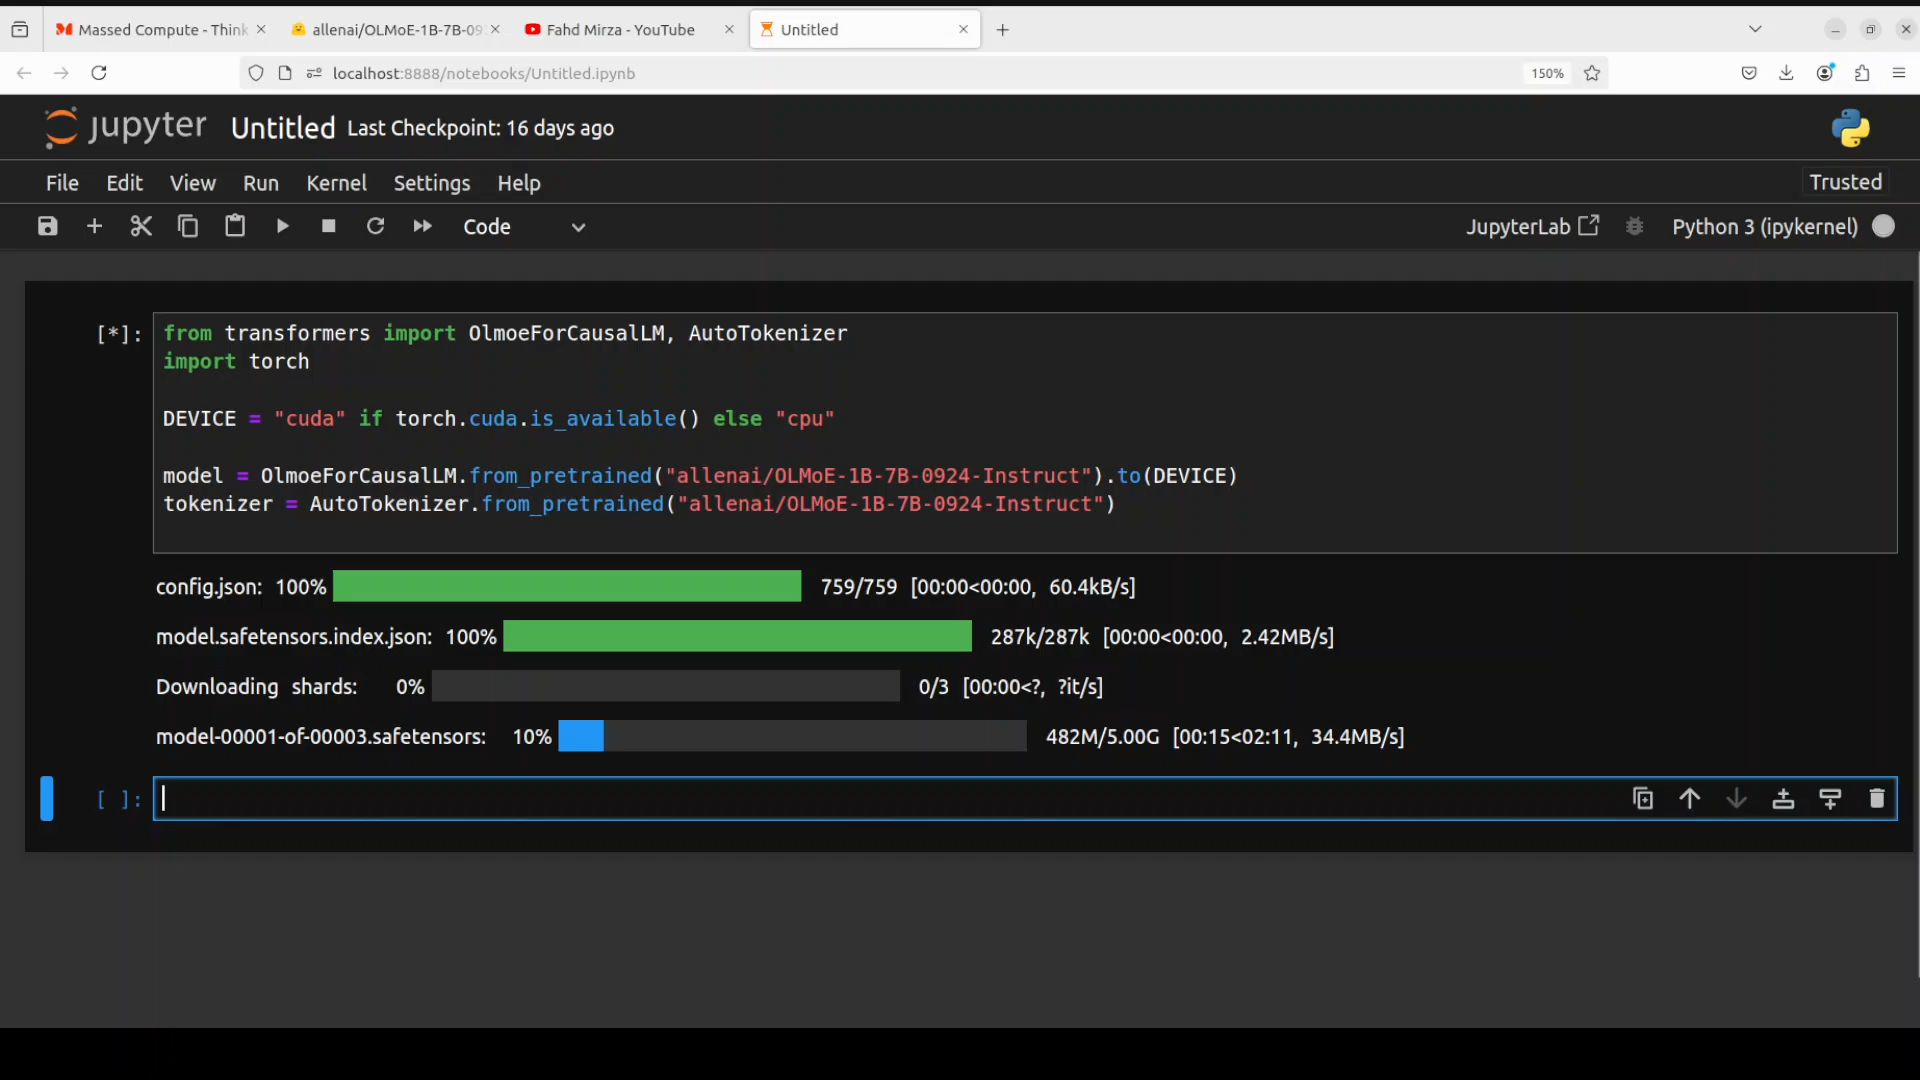 Massed Compute - Think
allenai/OLMoE-1B-7B-09
Fahd Mirza - YouTube
Untitled
localhost:8888/notebooks/Untitled.ipynb
150%
jupyter Untitled Last Checkpoint: 16 days ago
File Edit View Run Kernel Settings Help
Trusted
Code
JupyterLab
Python 3 (ipykernel)
[*]:
from transformers import OlmoeForCausalLM, AutoTokenizer
import torch
DEVICE = "cuda" if torch.cuda.is_available() else "cpu"
model = OlmoeForCausalLM.from_pretrained("allenai/OLMoE-1B-7B-0924-Instruct").to(DEVICE)
tokenizer = AutoTokenizer.from_pretrained("allenai/OLMoE-1B-7B-0924-Instruct")
config.json: 100% 759/759 [00:00<00:00, 60.4kB/s]
model.safetensors.index.json: 100% 287k/287k [00:00<00:00, 2.42MB/s]
Downloading shards: 0% 0/3 [00:00<?, ?it/s]
model-00001-of-00003.safetensors: 10% 482M/5.00G [00:15<02:11, 34.4MB/s]
[ ]: